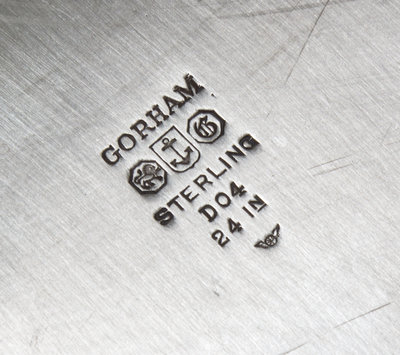 GORHAM
G
STERLING
D04
24 IN